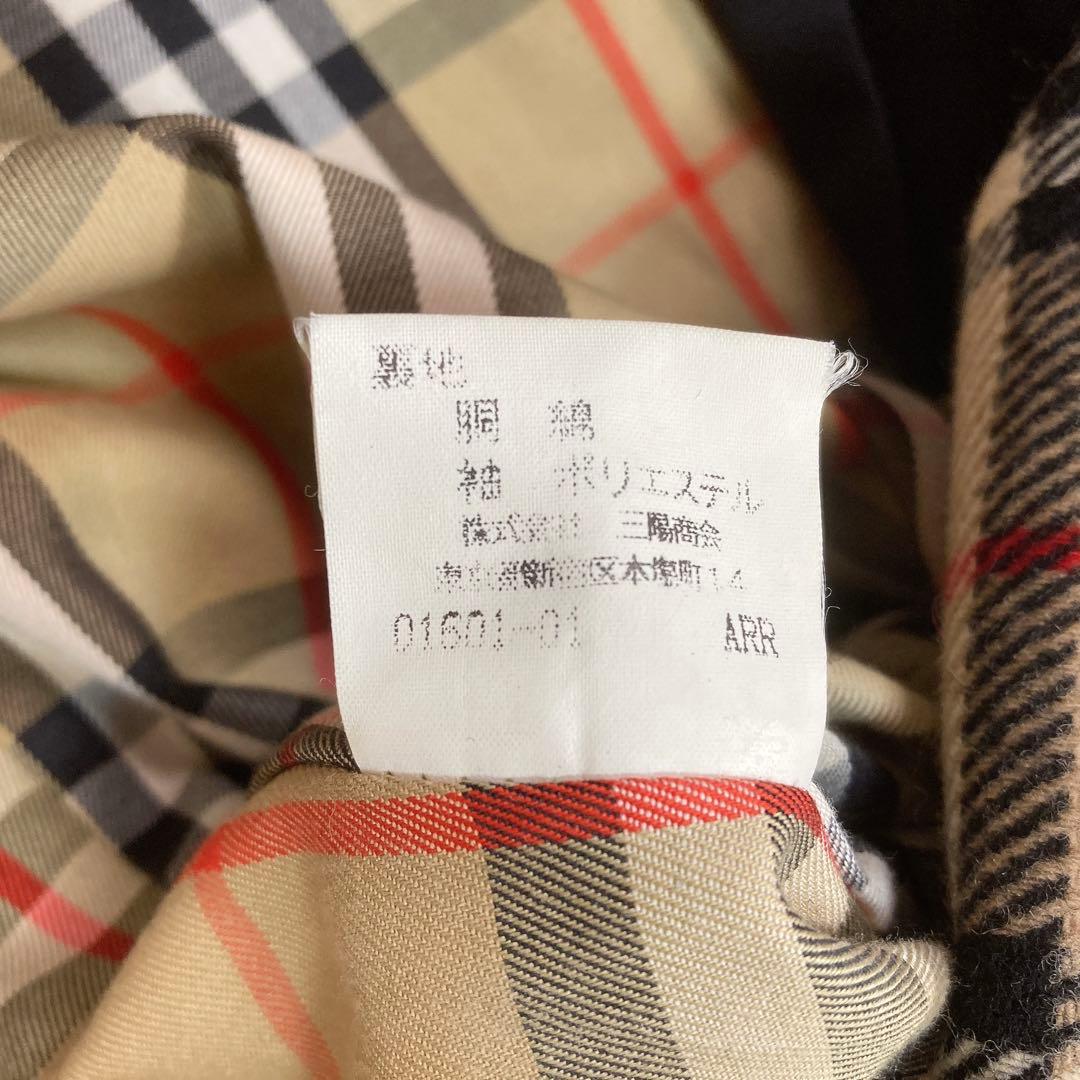 裏地
胴 綿
袖 ポリエステル
株式会社 三陽商会
東京都新宿区本塩町14
01601-01 ARR